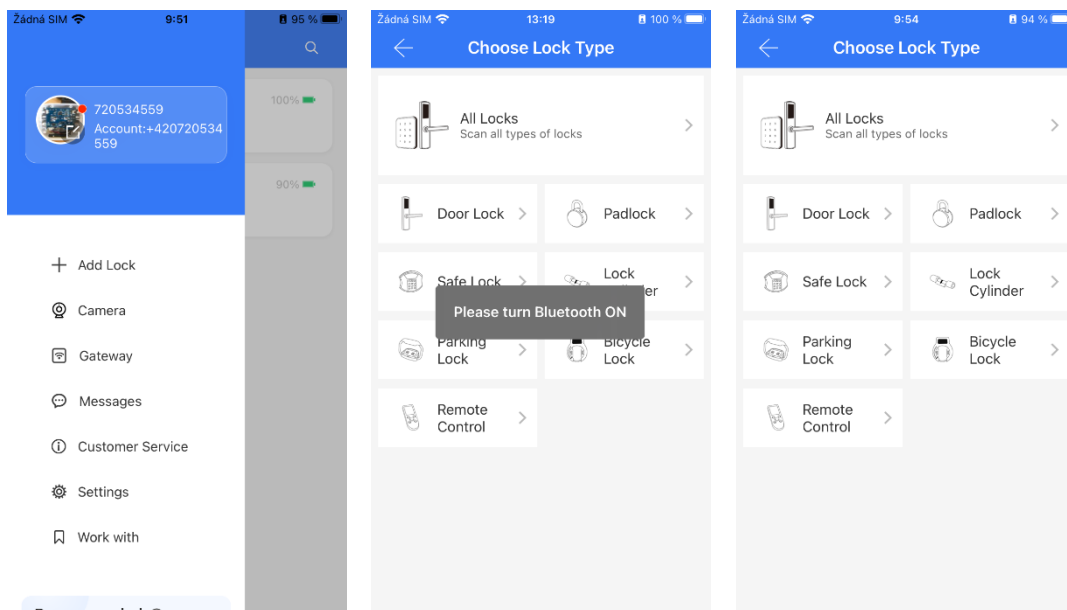 Žádná SIM 9:51 95 %
100%
720534559
Account:+420720534
559
90%
Add Lock
Camera
Gateway
Messages
Customer Service
Settings
Work with
Žádná SIM 13:19 100 %
Choose Lock Type
All Locks
Scan all types of locks
Door Lock
Padlock
Safe Lock
Lock
Please turn Bluetooth ON
Parking
Lock
Bicycle
Lock
Remote
Control
Žádná SIM 9:54 94 %
Choose Lock Type
All Locks
Scan all types of locks
Door Lock
Padlock
Safe Lock
Lock
Cylinder
Parking
Lock
Bicycle
Lock
Remote
Control